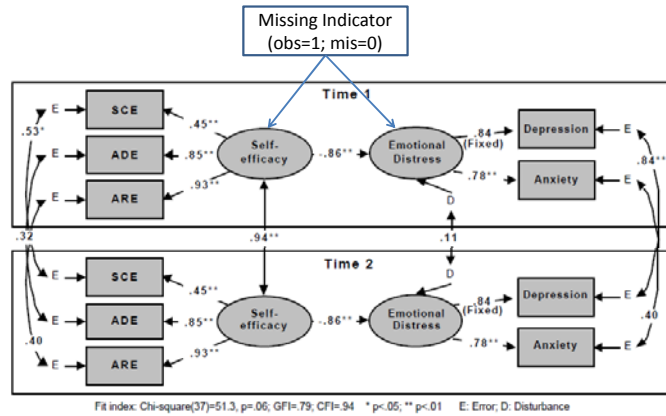 Missing Indicator
(obs=1; mis=0)
Time 1
E
SCE
.53*
.45**
E
ADE
.85**
Self-
efficacy
-.86**
Emotional
Distress
.84
(Fixed)
Depression
E
.84**
.78**
Anxiety
E
E
ARE
.93**
D
.32
.94**
.11
Time 2
D
E
SCE
.45**
E
ADE
.85**
Self-
efficacy
-.86**
Emotional
Distress
.84
(Fixed)
Depression
E
.40
.78**
Anxiety
E
.40
E
ARE
.93**
Fit index: Chi-square(37)=51.3, p=.06; GFI=.79; CFI=.94 * p<.05; ** p<.01 E: Error; D: Disturbance